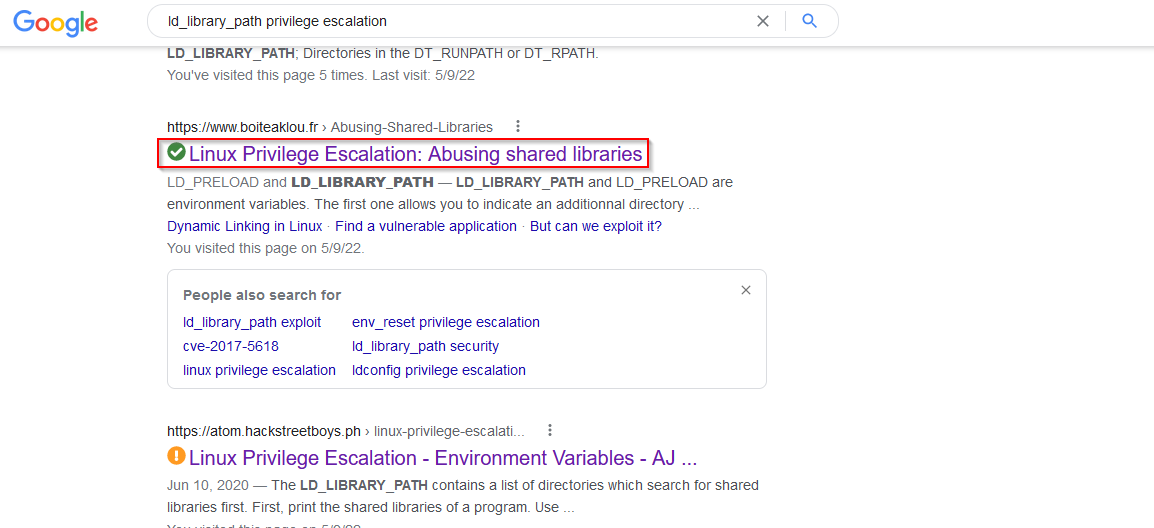 Google
ld_library_path privilege escalation
LD_LIBRARY_PATH; Directories in the DT_RUNPATH or DT_RPATH.
You've visited this page 5 times. Last visit: 5/9/22
https://www.boiteaklou.fr › Abusing-Shared-Libraries
Linux Privilege Escalation: Abusing shared libraries
LD_PRELOAD and LD_LIBRARY_PATH — LD_LIBRARY_PATH and LD_PRELOAD are
environment variables. The first one allows you to indicate an additionnal directory ...
Dynamic Linking in Linux · Find a vulnerable application · But can we exploit it?
You visited this page on 5/9/22.
People also search for
ld_library_path exploit env_reset privilege escalation
cve-2017-5618 ld_library_path security
linux privilege escalation ldconfig privilege escalation
https://atom.hackstreetboys.ph › linux-privilege-escalati...
Linux Privilege Escalation - Environment Variables - AJ ...
Jun 10, 2020 — The LD_LIBRARY_PATH contains a list of directories which search for shared
libraries first. First, print the shared libraries of a program. Use ...
You visited this page on